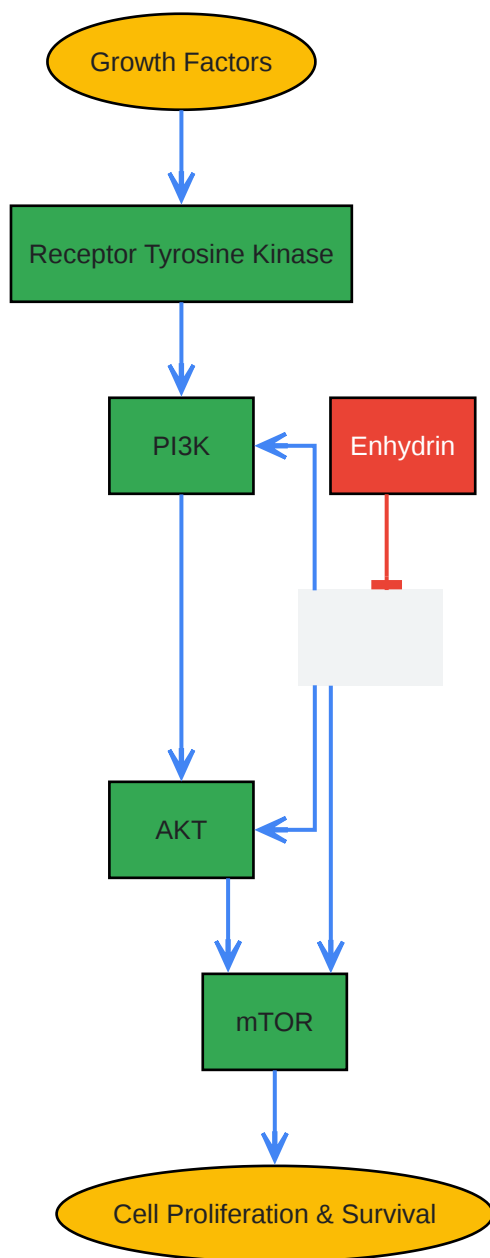 Growth Factors
Receptor Tyrosine Kinase
PI3K
Enhydrin
AKT
mTOR
Cell Proliferation & Survival